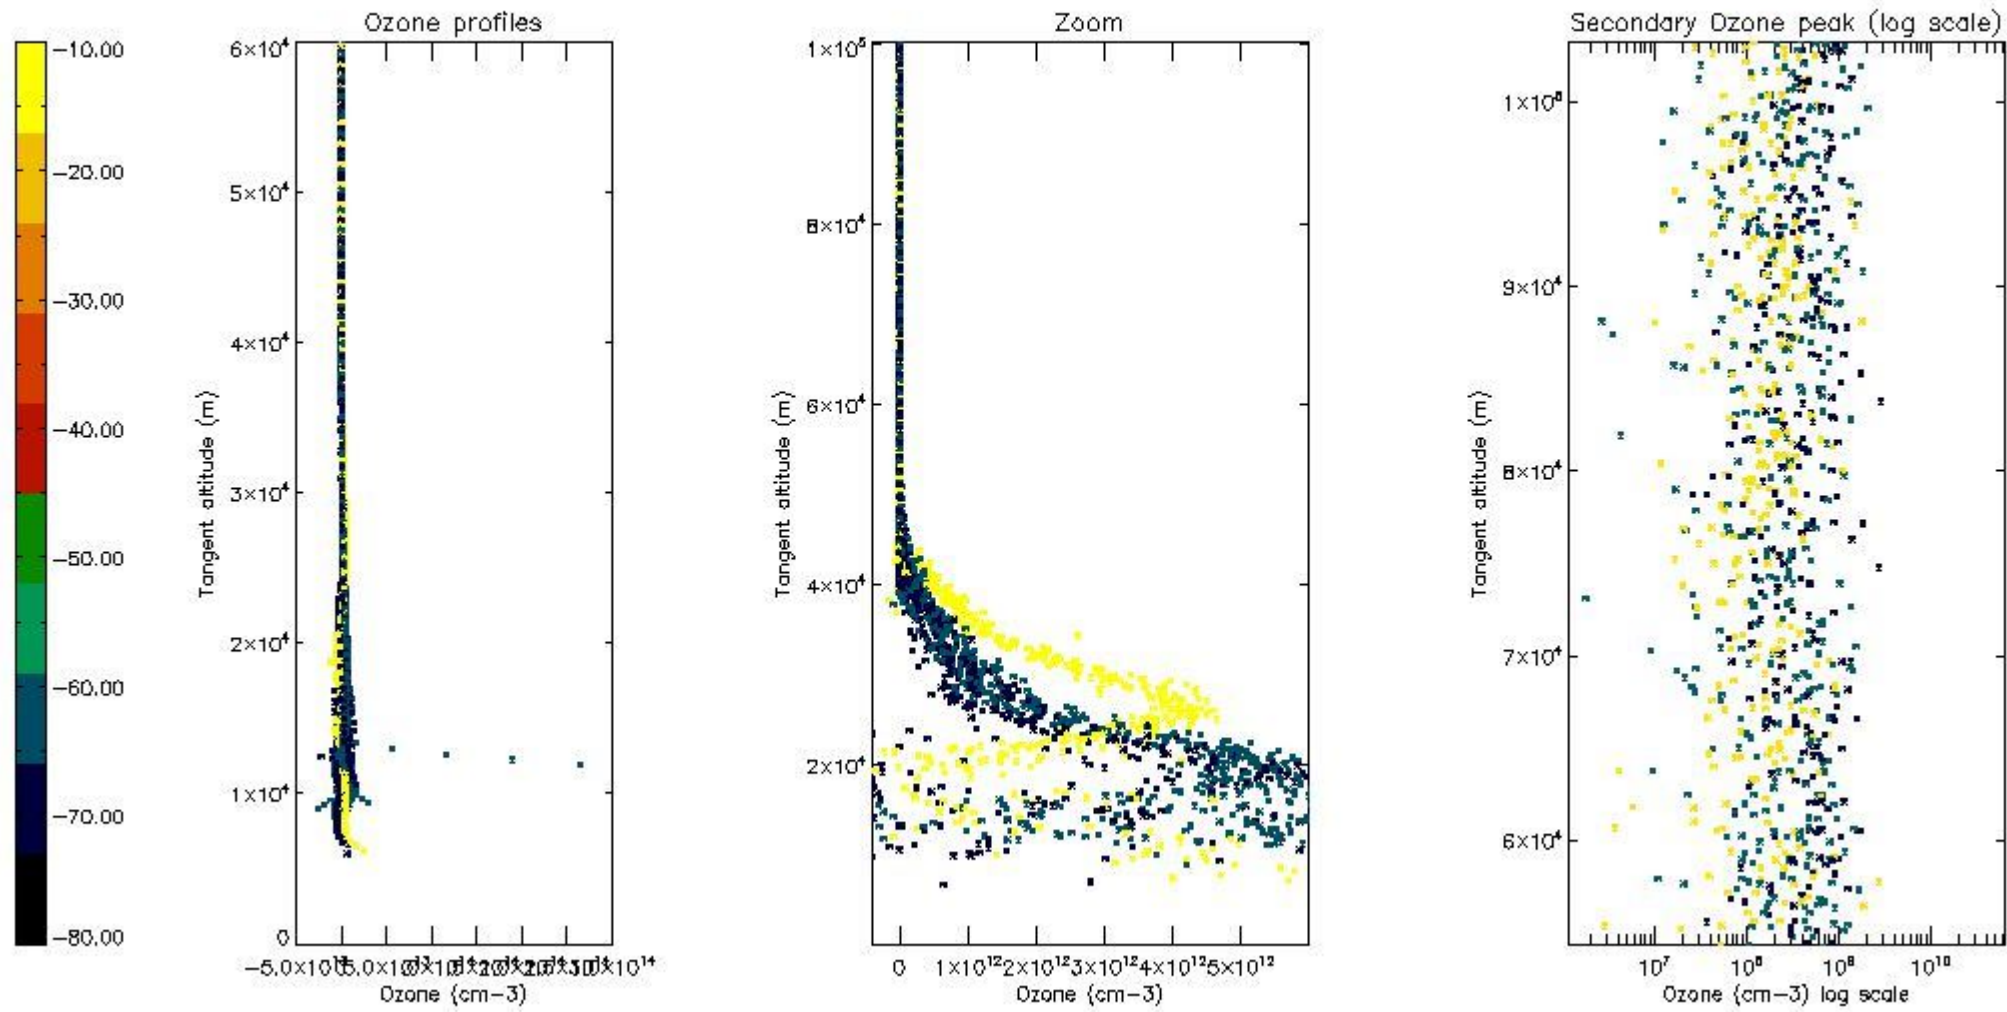 Ozone profiles
Zoom
Secondary Ozone peak (log scale)
-10.00
-20.00
-30.00
-40.00
-50.00
-60.00
-70.00
-80.00
6×10⁴
5×10⁴
4×10⁴
3×10⁴
2×10⁴
1×10⁴
0
Tangent altitude (m)
Ozone (cm-3)
1×10⁵
8×10⁴
6×10⁴
4×10⁴
2×10⁴
Tangent altitude (m)
0 1×10¹² 2×10¹² 3×10¹² 4×10¹² 5×10¹²
Ozone (cm-3)
1×10⁵
9×10⁴
8×10⁴
7×10⁴
6×10⁴
Tangent altitude (m)
10⁷ 10⁸ 10⁹ 10¹⁰
Ozone (cm-3) log scale